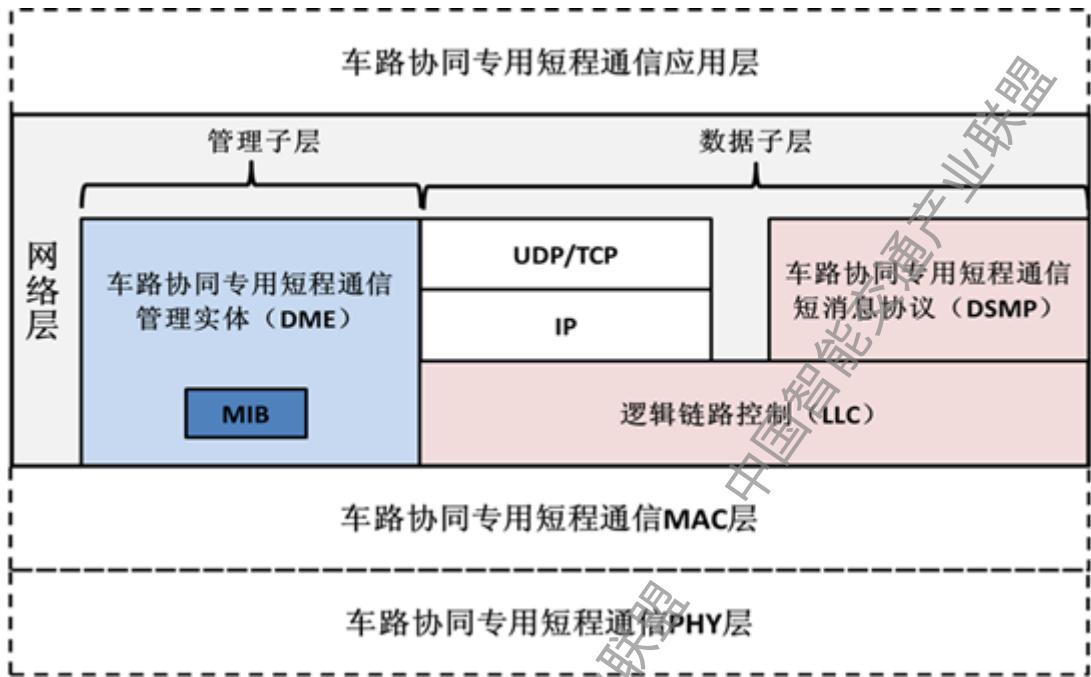 车路协同专用短程通信应用层
管理子层
数据子层
网络层
车路协同专用短程通信
管理实体（DME）
MIB
UDP/TCP
IP
车路协同专用短程通信
短消息协议（DSMP）
逻辑链路控制（LLC）
车路协同专用短程通信MAC层
车路协同专用短程通信PHY层
中国智能交通产业联盟
联盟